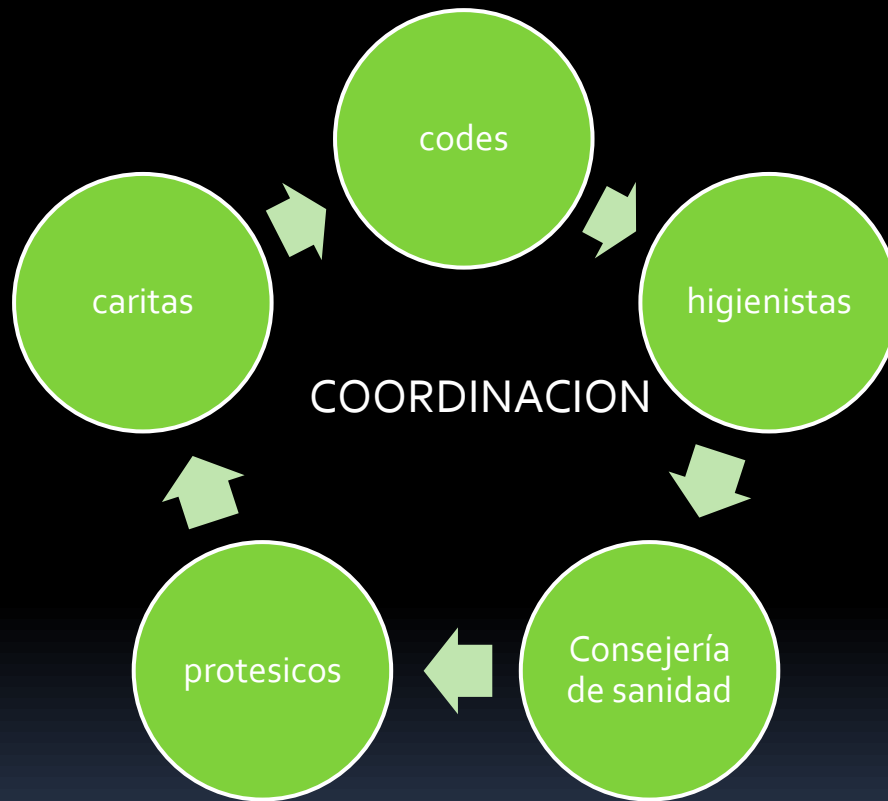 codes
caritas
higienistas
COORDINACION
protesicos
Consejería
de sanidad